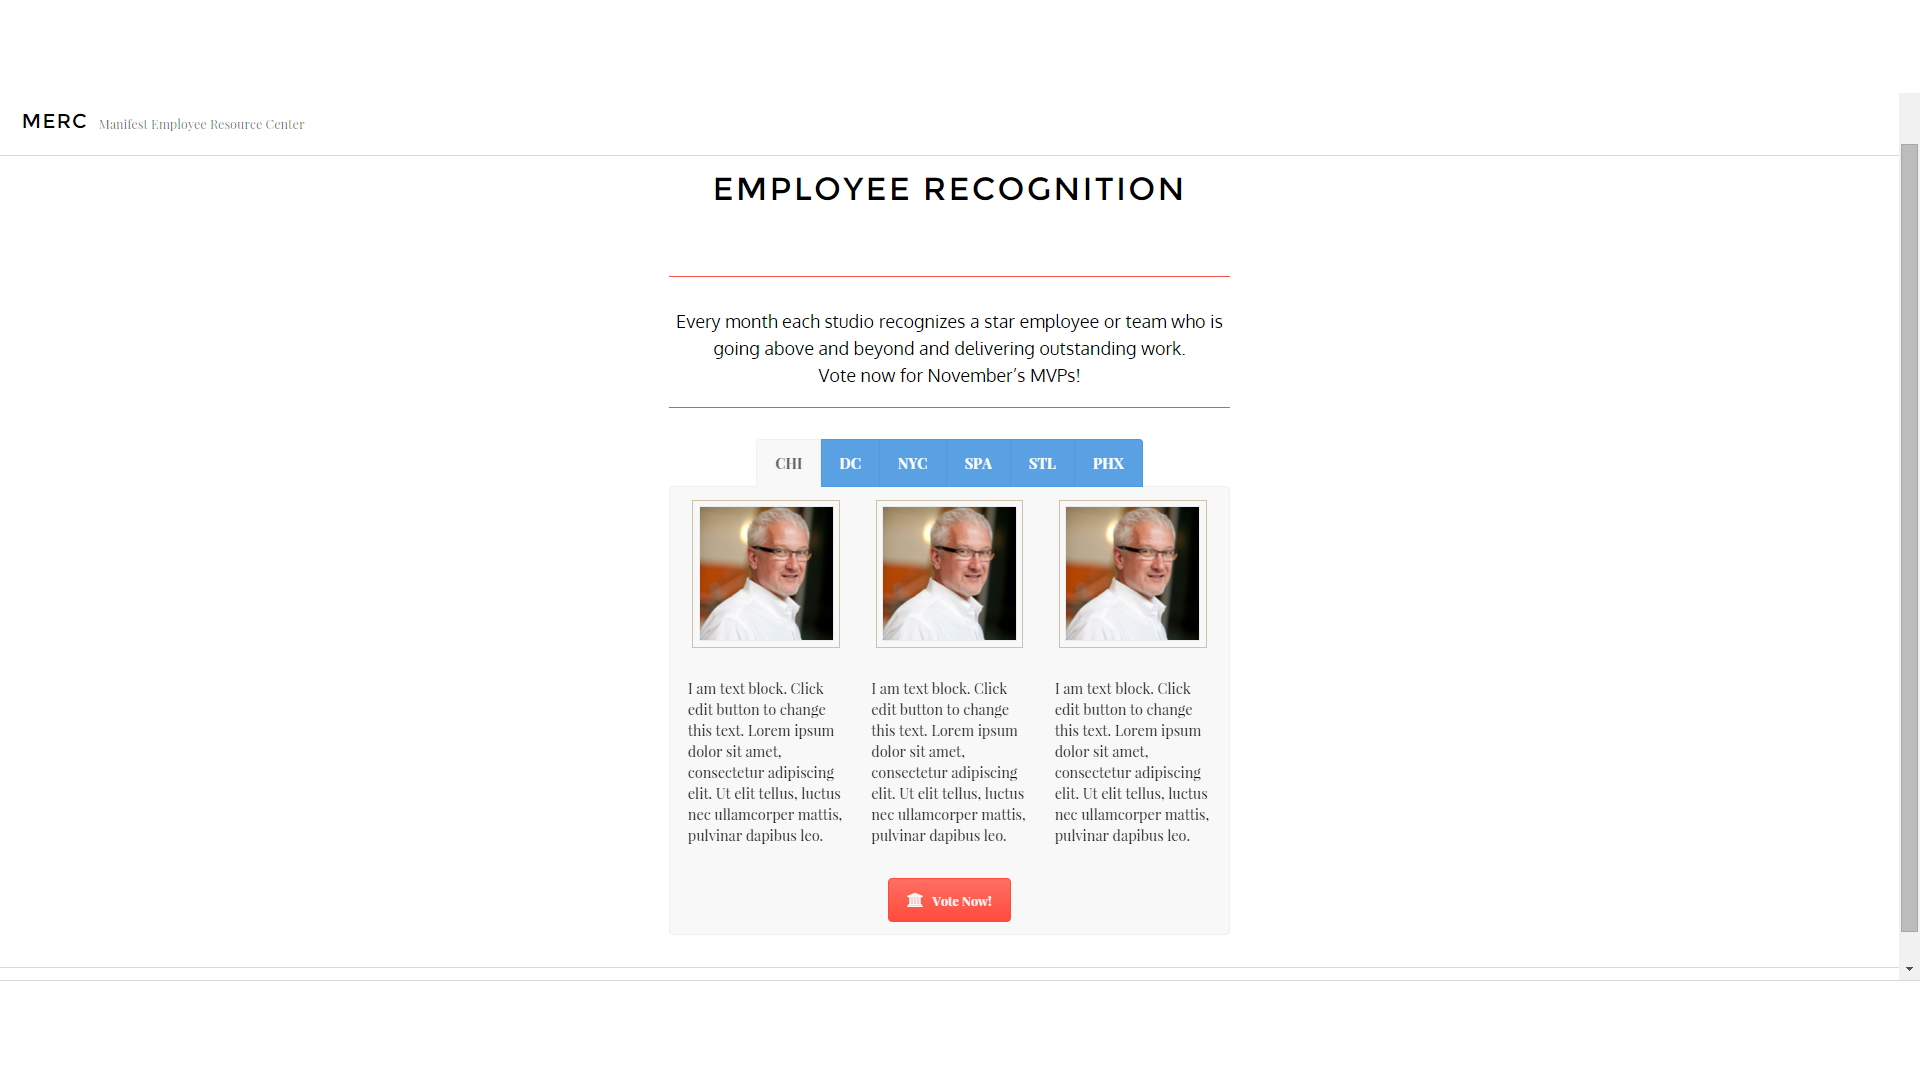 MERC Manifest Employee Resource Center
EMPLOYEE RECOGNITION
Every month each studio recognizes a star employee or team who is
going above and beyond and delivering outstanding work.
Vote now for November’s MVPs!
CHI DC NYC SPA STL PHX
I am text block. Click
edit button to change
this text. Lorem ipsum
dolor sit amet,
consectetur adipiscing
elit. Ut elit tellus, luctus
nec ullamcorper mattis,
pulvinar dapibus leo.
I am text block. Click
edit button to change
this text. Lorem ipsum
dolor sit amet,
consectetur adipiscing
elit. Ut elit tellus, luctus
nec ullamcorper mattis,
pulvinar dapibus leo.
I am text block. Click
edit button to change
this text. Lorem ipsum
dolor sit amet,
consectetur adipiscing
elit. Ut elit tellus, luctus
nec ullamcorper mattis,
pulvinar dapibus leo.
Vote Now!